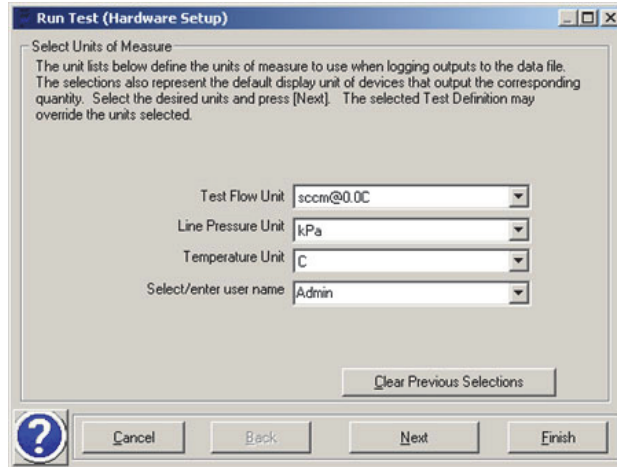 Run Test (Hardware Setup)
Select Units of Measure
The unit lists below define the units of measure to use when logging outputs to the data file.
The selections also represent the default display unit of devices that output the corresponding
quantity. Select the desired units and press [Next]. The selected Test Definition may
override the units selected.
Test Flow Unit sccm@0.0C
Line Pressure Unit kPa
Temperature Unit C
Select/enter user name Admin
Clear Previous Selections
? Cancel Back Next Finish